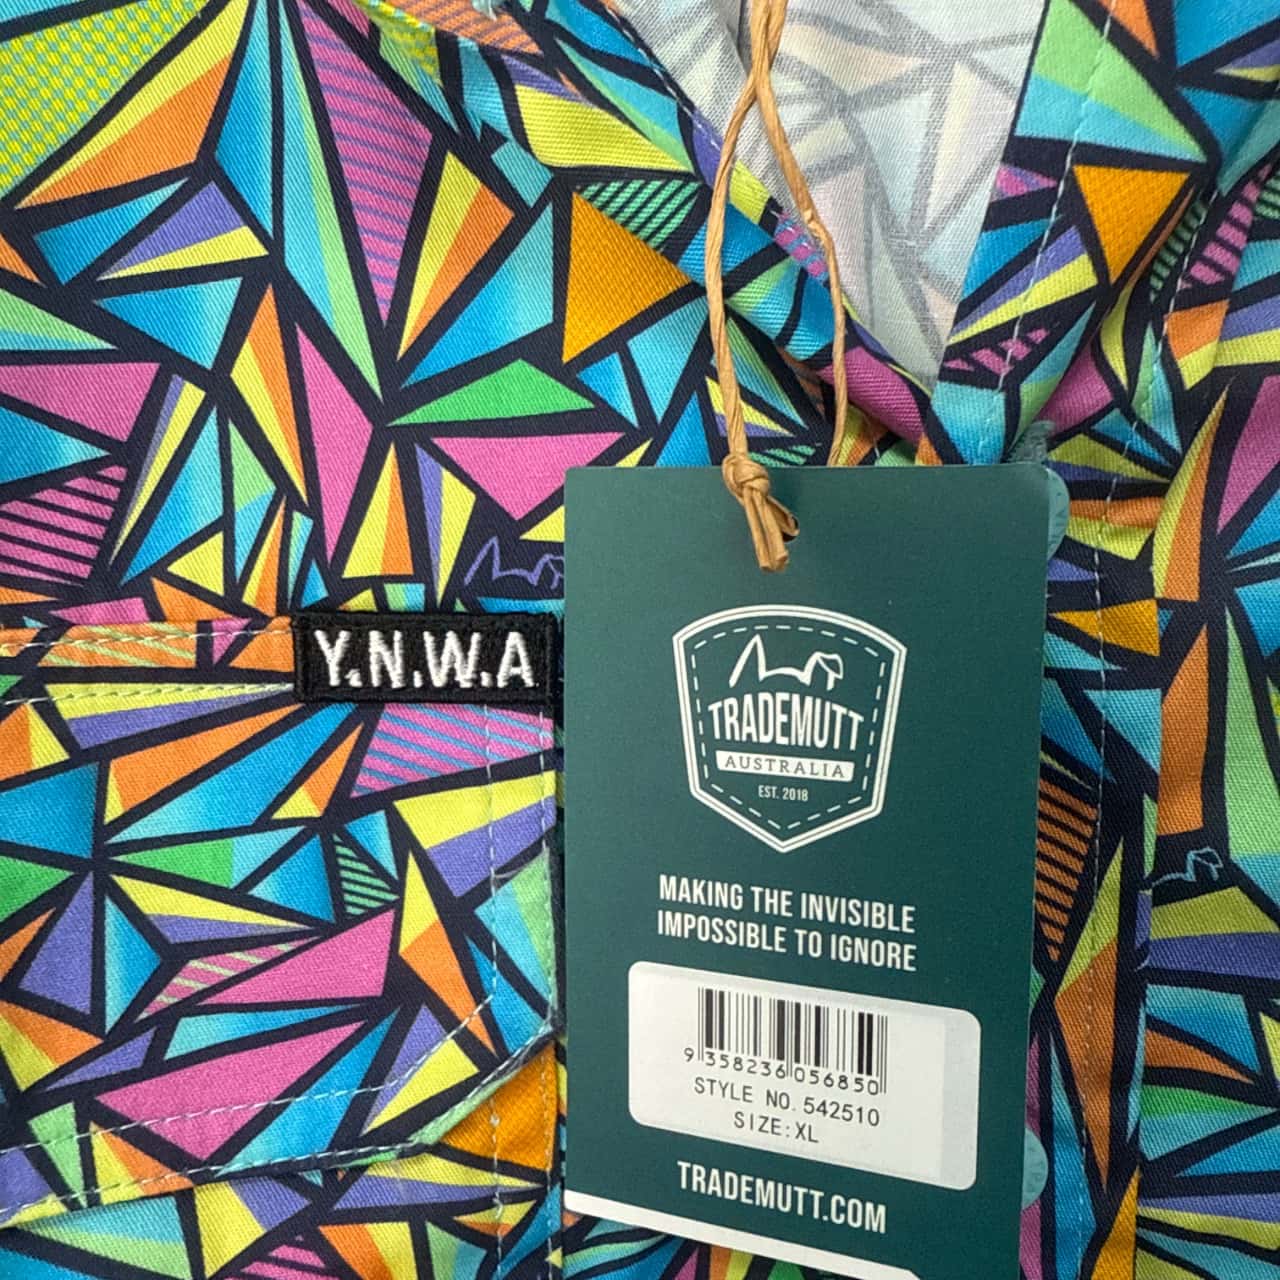 Y.N.W.A
TRADEMUTT
AUSTRALIA
EST. 2018
MAKING THE INVISIBLE
IMPOSSIBLE TO IGNORE
9 358236 056850
STYLE NO. 542510
SIZE: XL
TRADEMUTT.COM